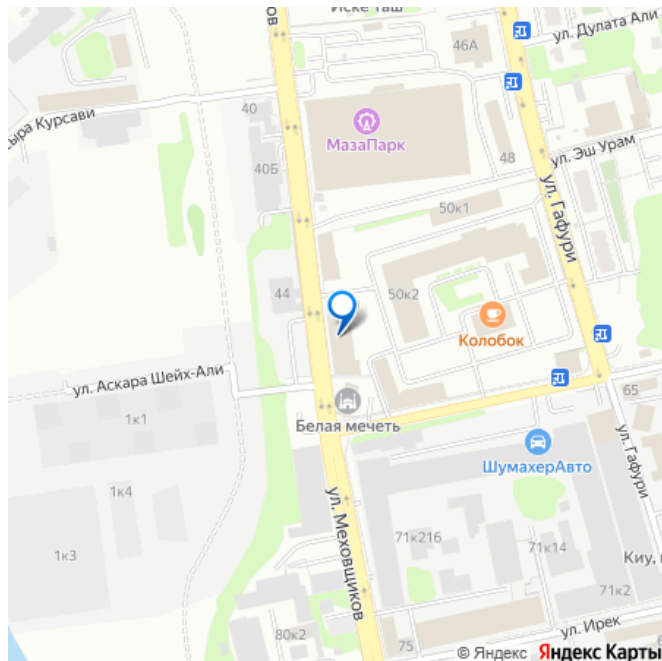 Иске Таш
ул. Дулата Али
46А
ыра Курсави
40
МазаПарк
40Б
48
ул. Эш Урам
50к1
ул. Гафури
44
50к2
Колобок
ул. Аскара Шейх-Али
65
1к1
Белая мечеть
ул. Гафури
ШумахерАвто
1к4
ул. Меховщиков
71к216
71к14
1к3
Киу,
71к2
ул. Ирек
80к2
75
© Яндекс Яндекс Карты